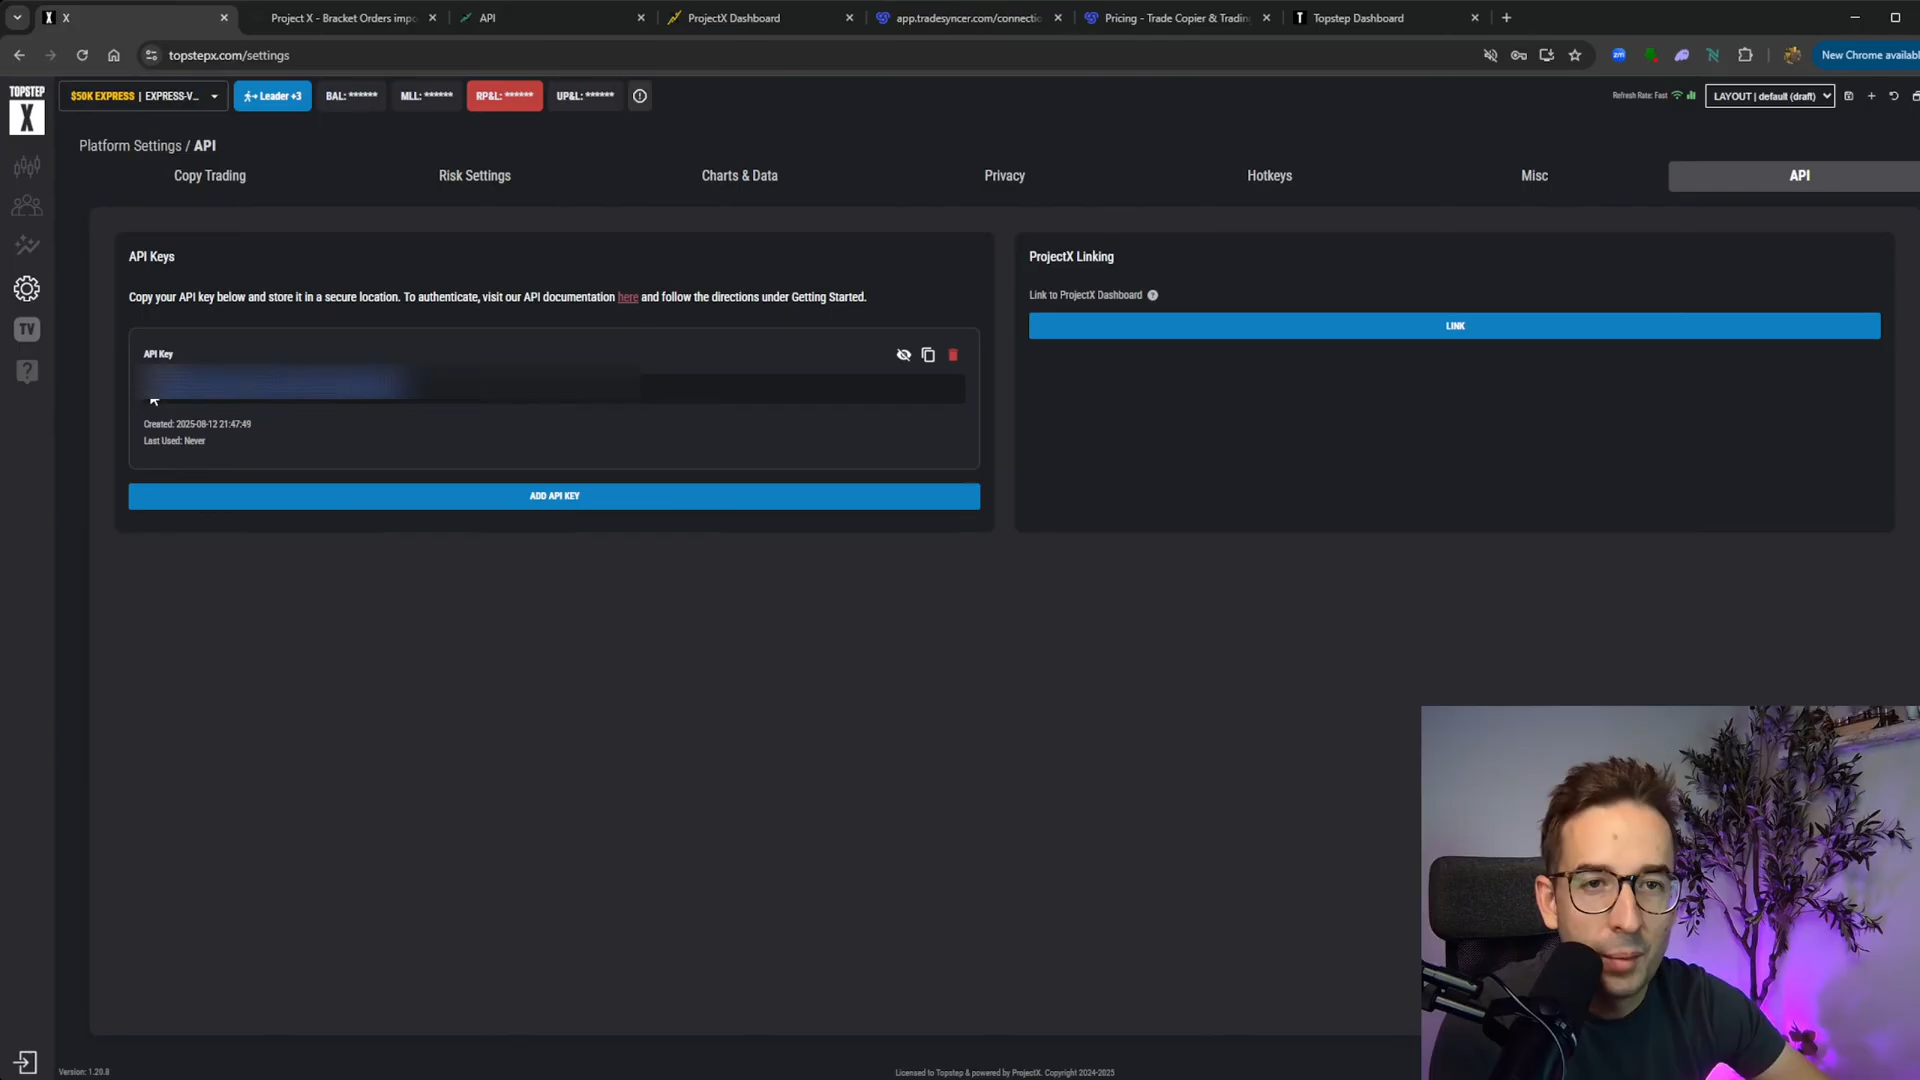 X
Project X - Bracket Orders impo
API
ProjectX Dashboard
app.tradesyncer.com/connectio
Pricing - Trade Copier & Trading
T
Topstep Dashboard
topstepx.com/settings
zm
New Chrome availabl
TOPSTEP
X
$50K EXPRESS | EXPRESS-V...
Leader +3
BAL: ******
MLL: ******
RP&L: ******
UP&L: ******
Refresh Rate: Fast
LAYOUT | default (draft)
Platform Settings / API
Copy Trading
Risk Settings
Charts & Data
Privacy
Hotkeys
Misc
API
API Keys
Copy your API key below and store it in a secure location. To authenticate, visit our API documentation here and follow the directions under Getting Started.
API Key
Created: 2025-08-12 21:47:49
Last Used: Never
ADD API KEY
ProjectX Linking
Link to ProjectX Dashboard
LINK
TV
Version: 1.20.8
Licensed to Topstep & powered by ProjectX. Copyright 2024-2025